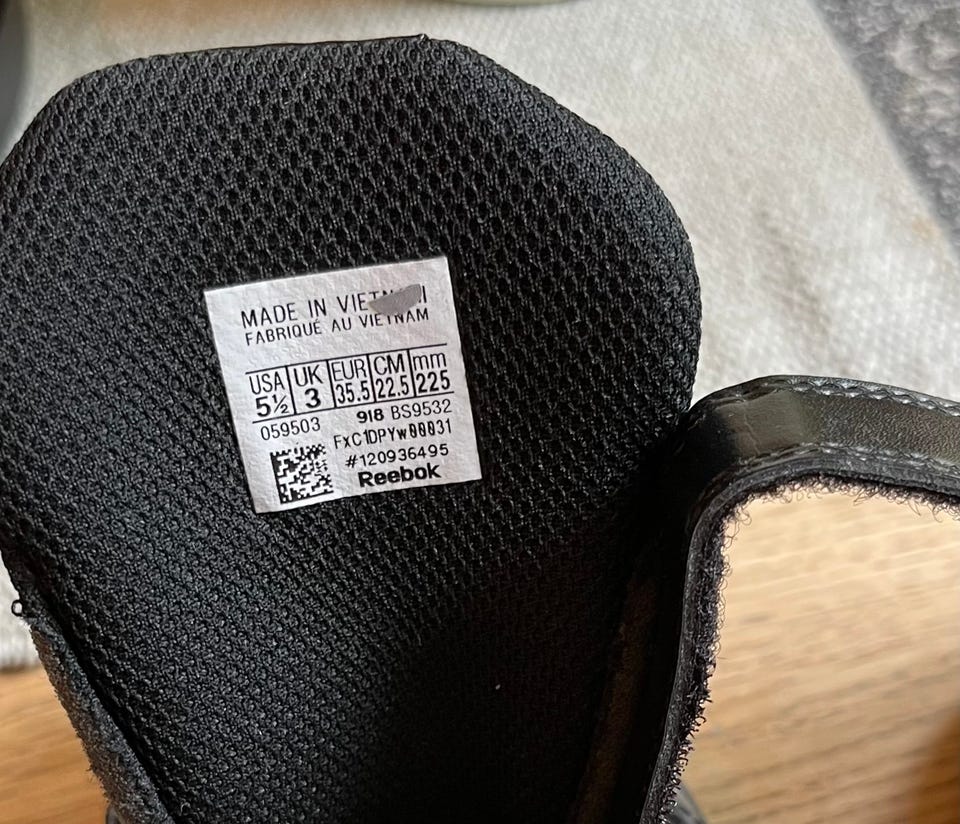 MADE IN VIETNAM
FABRIQUÉ AU VIETNAM
USA UK EUR CM mm
5½ 3 35.5 22.5 225
059503 918 BS9532
FxC1DPYw00031
#120936495
Reebok